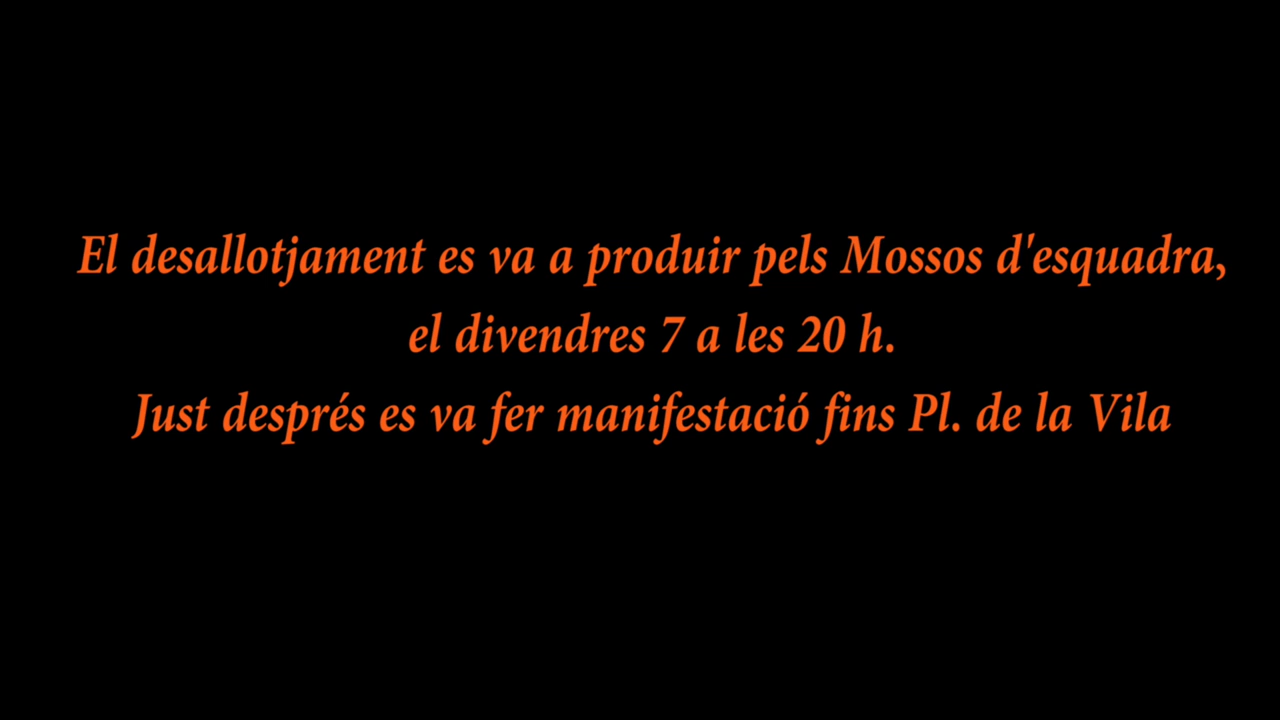 El desallotjament es va a produir pels Mossos d'esquadra,
el divendres 7 a les 20 h.
Just després es va fer manifestació fins Pl. de la Vila